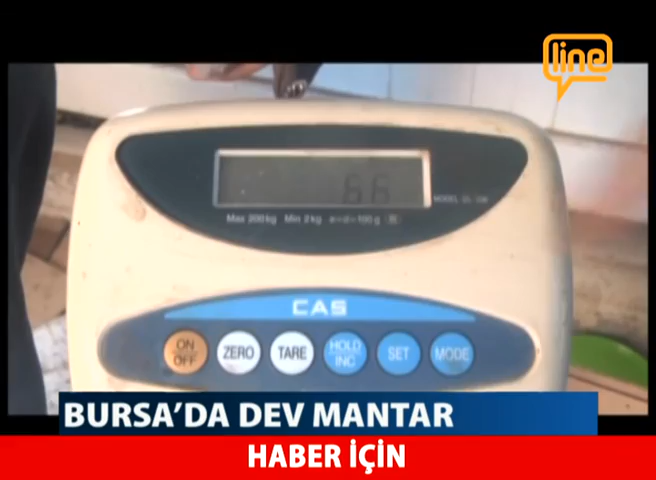 line
66
Max 200kg Min 2kg e=d=100g
CAS
ON OFF
ZERO
TARE
HOLD INC
SET
MODE
BURSA'DA DEV MANTAR
HABER İÇİN